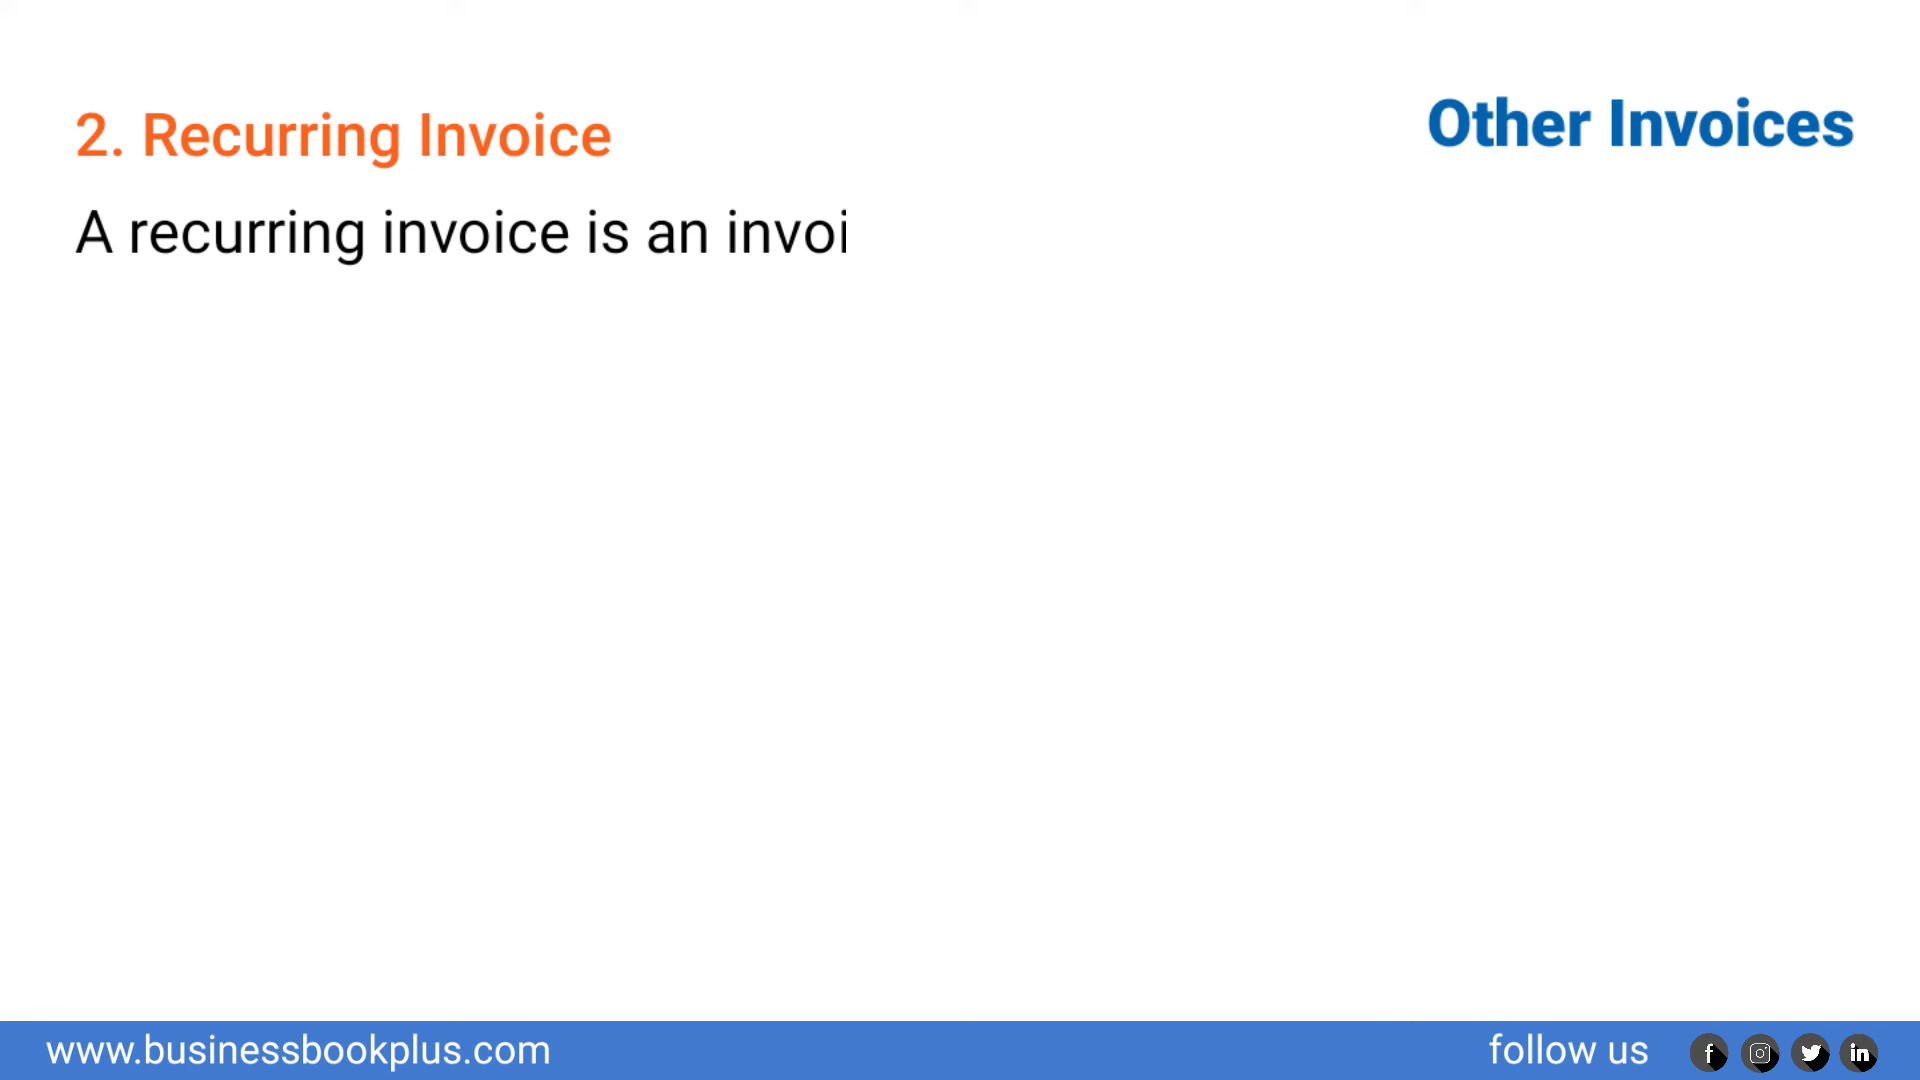 Other Invoices
2. Recurring Invoice
A recurring invoice is an invoi
www.businessbookplus.com
follow us